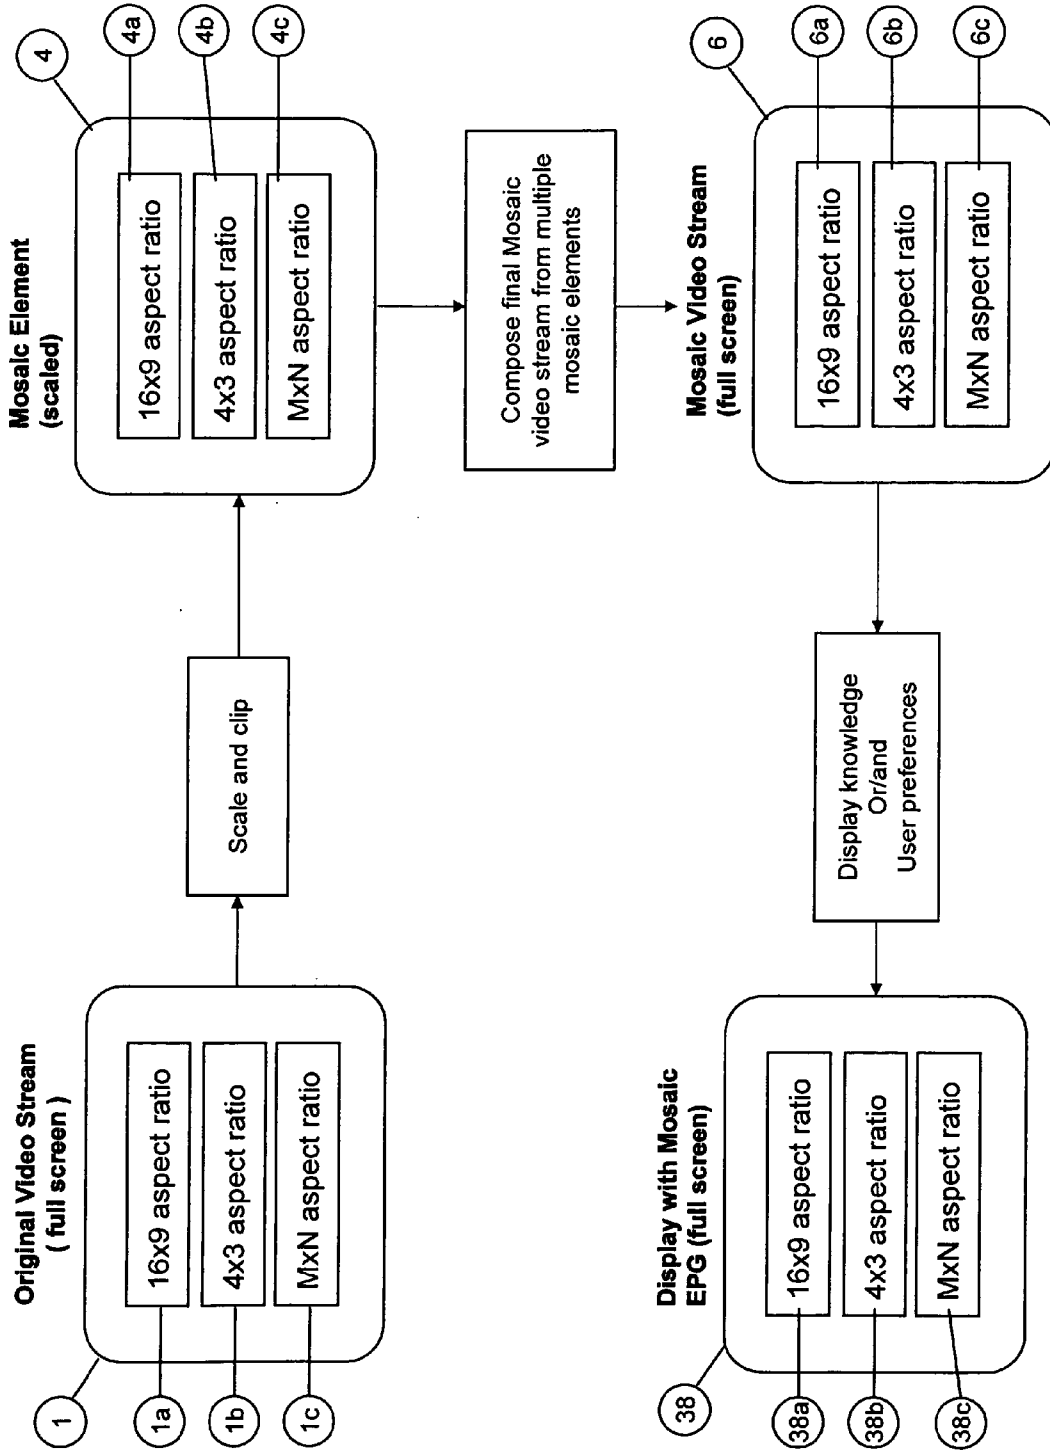 Original Video Stream
( full screen )
1
1a
16x9 aspect ratio
1b
4x3 aspect ratio
1c
MxN aspect ratio
Scale and clip
Mosaic Element
(scaled)
4
16x9 aspect ratio
4a
4x3 aspect ratio
4b
MxN aspect ratio
4c
Compose final Mosaic
video stream from multiple
mosaic elements
Mosaic Video Stream
(full screen)
6
16x9 aspect ratio
6a
4x3 aspect ratio
6b
MxN aspect ratio
6c
Display knowledge
Or/and
User preferences
Display with Mosaic
EPG (full screen)
38
38a
16x9 aspect ratio
38b
4x3 aspect ratio
38c
MxN aspect ratio